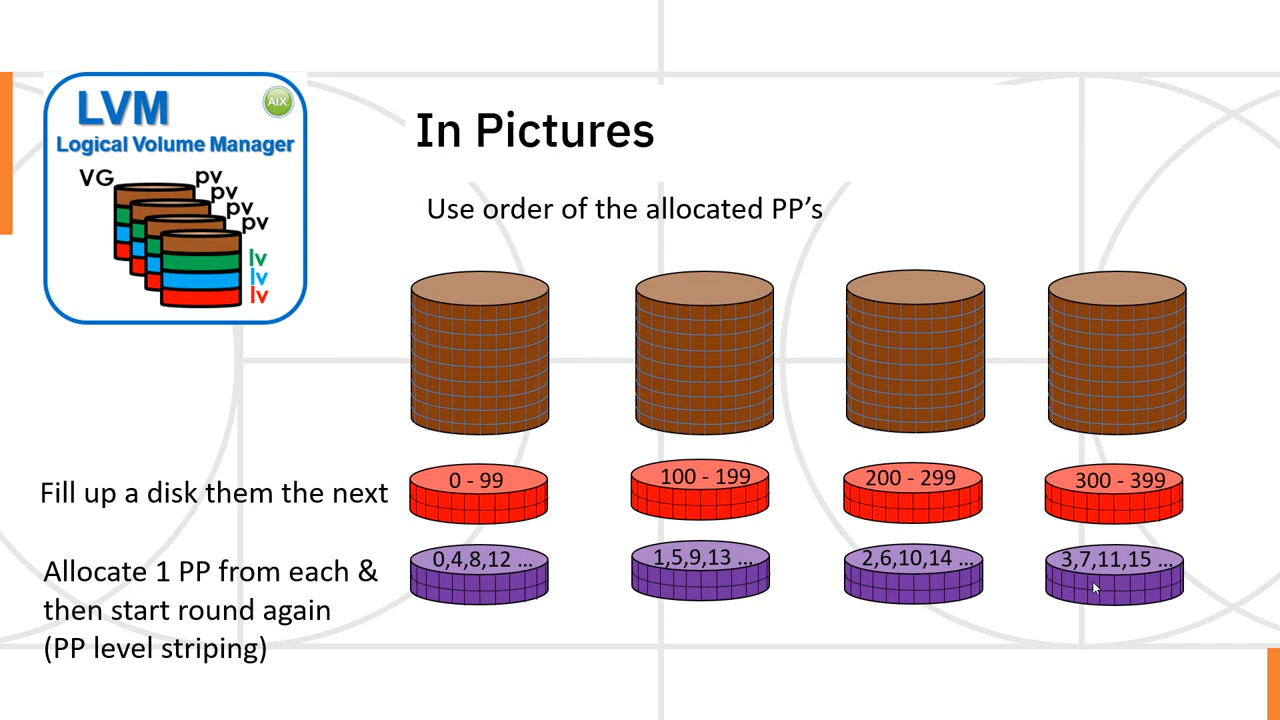 LVM
AIX
Logical Volume Manager
VG
pv
pv
pv
pv
lv
lv
lv
In Pictures
Use order of the allocated PP’s
Fill up a disk them the next
0 - 99
100 - 199
200 - 299
300 - 399
Allocate 1 PP from each &
then start round again
(PP level striping)
0,4,8,12 ...
1,5,9,13 ...
2,6,10,14 ...
3,7,11,15 ...